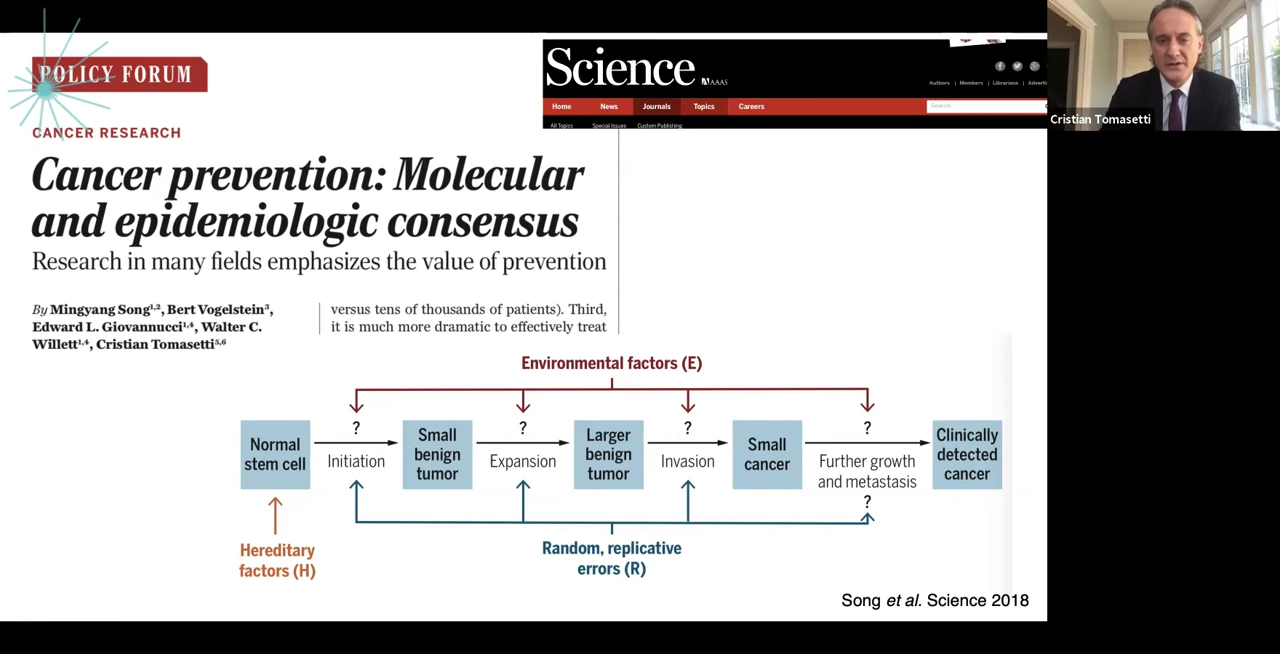 POLICY FORUM
CANCER RESEARCH
Cancer prevention: Molecular
and epidemiologic consensus
Research in many fields emphasizes the value of prevention
By Mingyang Song1,2, Bert Vogelstein3,
Edward L. Giovannucci1,4, Walter C.
Willett1,4, Cristian Tomasetti5,6
versus tens of thousands of patients). Third,
it is much more dramatic to effectively treat
Science AAAS
Authors | Members | Librarians | Adverti
Home News Journals Topics Careers
Search
All Topics Special Issues Custom Publishing
Cristian Tomasetti
Environmental factors (E)
? ? ? ?
Normal
stem cell
Initiation
Small
benign
tumor
Expansion
Larger
benign
tumor
Invasion
Small
cancer
Further growth
and metastasis
?
Clinically
detected
cancer
Hereditary
factors (H)
Random, replicative
errors (R)
Song et al. Science 2018